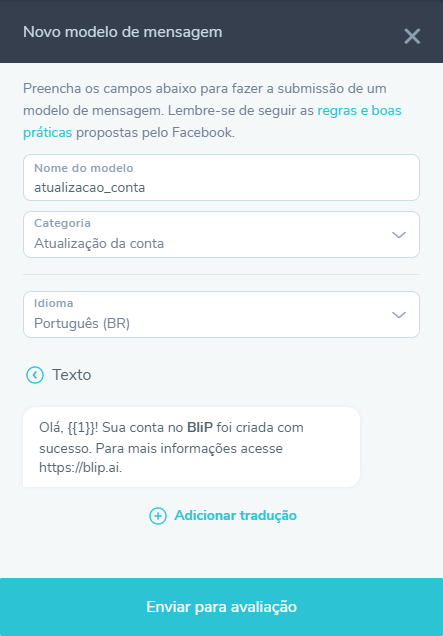 Novo modelo de mensagem
Preencha os campos abaixo para fazer a submissão de um
modelo de mensagem. Lembre-se de seguir as regras e boas
práticas propostas pelo Facebook.
Nome do modelo
atualizacao_conta
Categoria
Atualização da conta
Idioma
Português (BR)
Texto
Olá, {{1}}! Sua conta no BliP foi criada com
sucesso. Para mais informações acesse
https://blip.ai.
Adicionar tradução
Enviar para avaliação